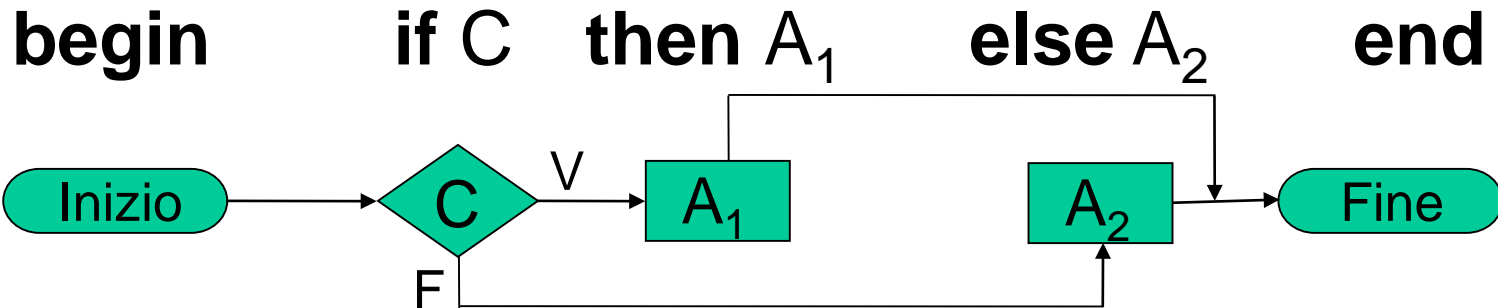 begin if C then A₁ else A₂ end
V
Inizio C A₁ A₂ Fine
F